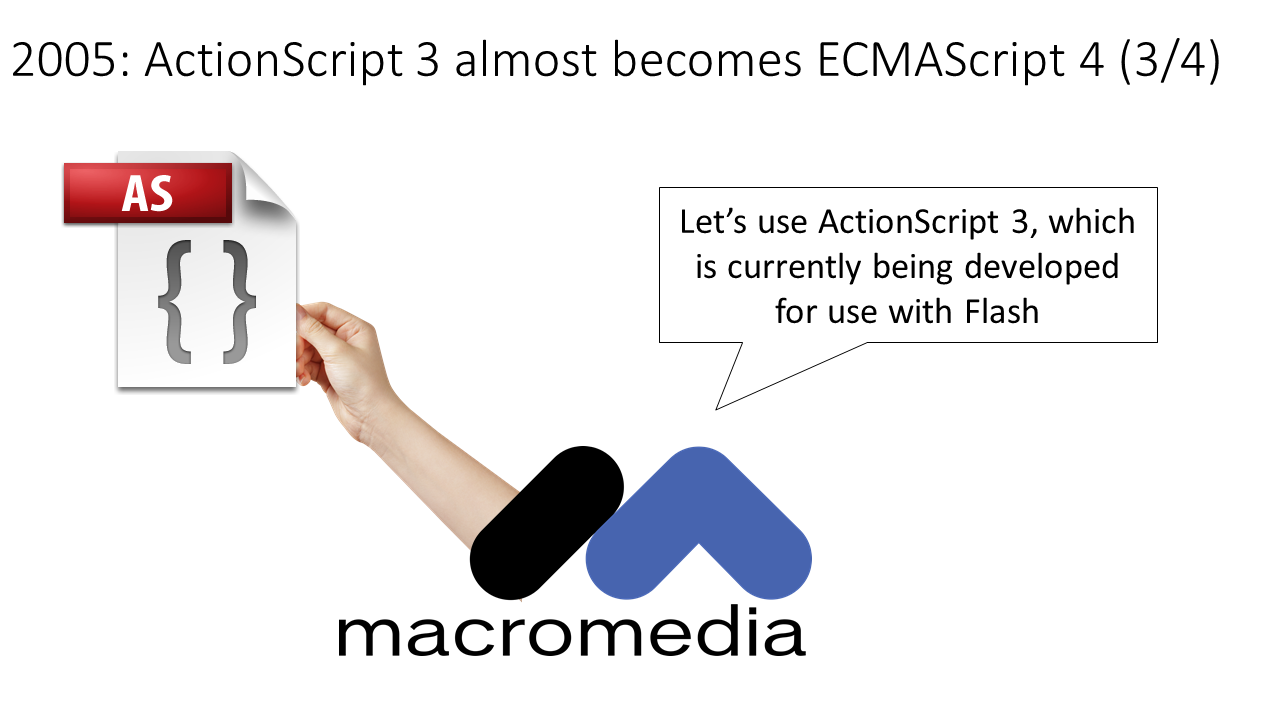 2005: ActionScript 3 almost becomes ECMAScript 4 (3/4)
AS
{ }
Let’s use ActionScript 3, which
is currently being developed
for use with Flash
macromedia